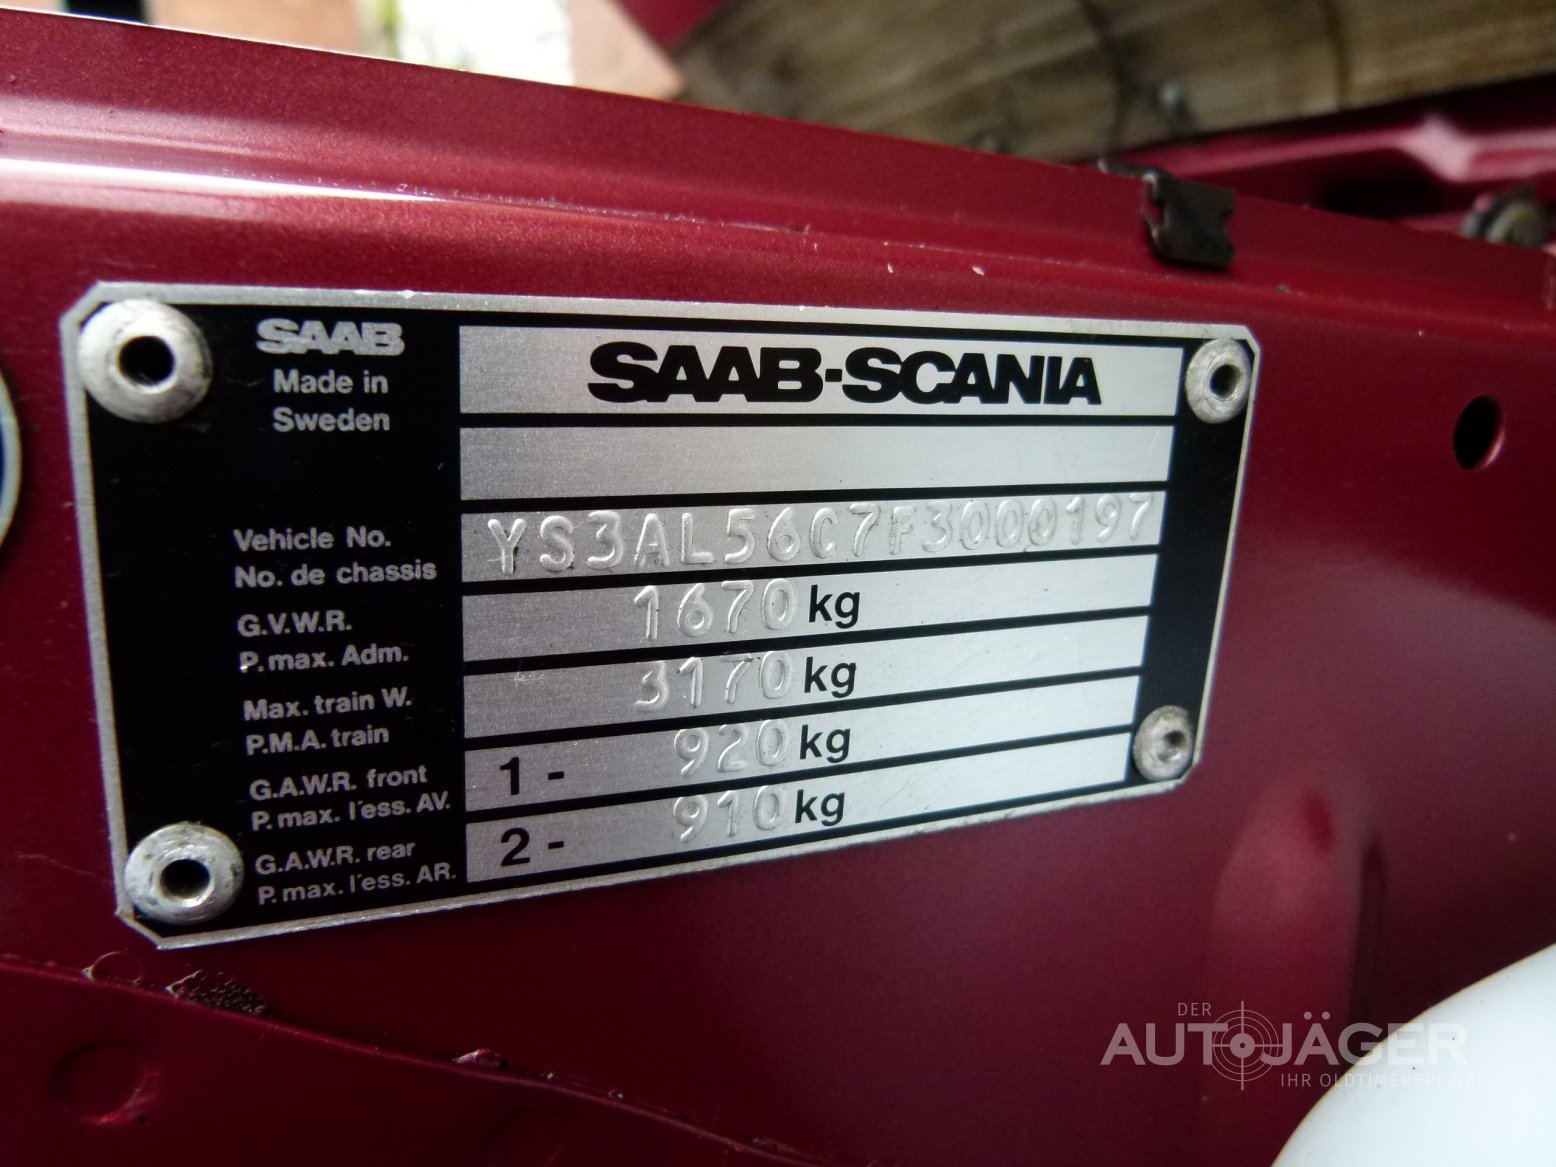 SAAB
Made in
Sweden
SAAB-SCANIA
Vehicle No.
No. de chassis
YS3AL56C7F3000197
G.V.W.R.
P. max. Adm.
1670 kg
Max. train W.
P.M.A. train
3170 kg
G.A.W.R. front
P. max. l'ess. AV.
1 - 920 kg
G.A.W.R. rear
P. max. l'ess. AR.
2 - 910 kg
DER
AUTOJÄGER
IHR OLDTIMERSPEZIALIST